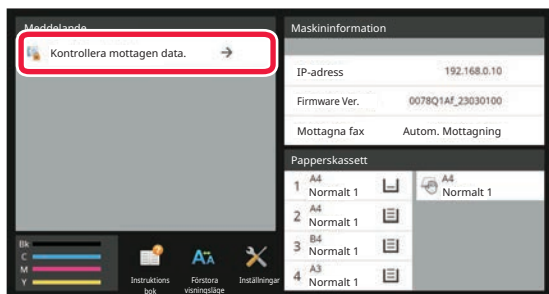 Meddelande
Kontrollera mottagen data.
Maskininformation
IP-adress 192.168.0.10
Firmware Ver. 0078Q1Af_23030100
Mottagna fax Autom. Mottagning
Papperskassett
1 A4
Normalt 1
A4
Normalt 1
2 A4
Normalt 1
3 B4
Normalt 1
4 A3
Normalt 1
Bk
C
M
Y
Instruktions
bok
Förstora
visningsläge
Inställningar